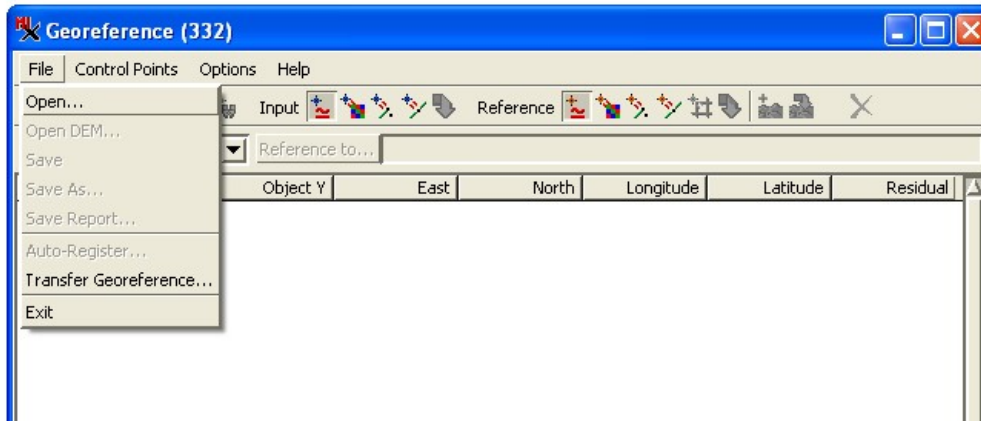 Georeference (332)
File Control Points Options Help
Open...
Input Reference
Open DEM...
Reference to...
Save
Save As...
Object Y East North Longitude Latitude Residual
Save Report...
Auto-Register...
Transfer Georeference...
Exit